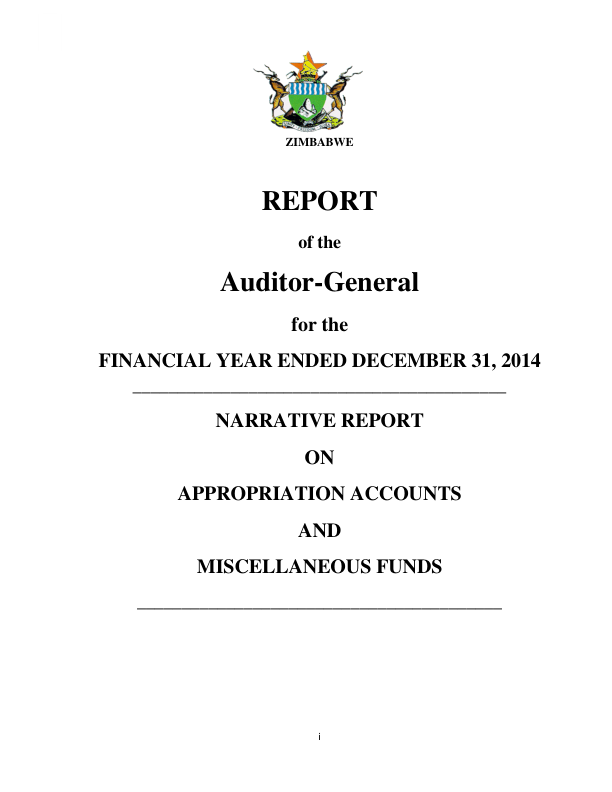 ZIMBABWE
REPORT
of the
Auditor-General
for the
FINANCIAL YEAR ENDED DECEMBER 31, 2014
NARRATIVE REPORT
ON
APPROPRIATION ACCOUNTS
AND
MISCELLANEOUS FUNDS
i